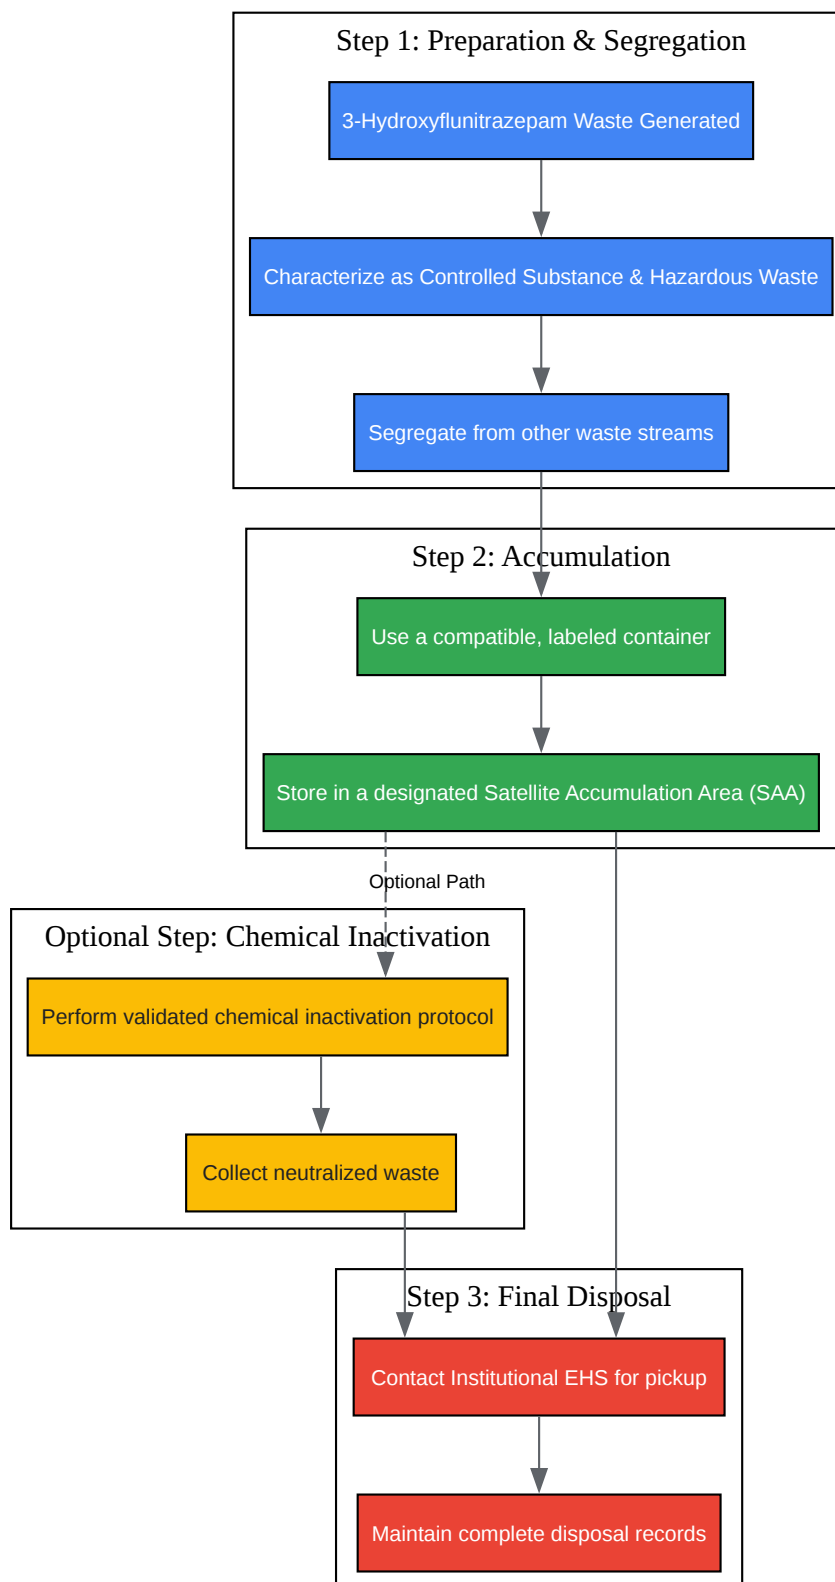 Step 1: Preparation & Segregation
3-Hydroxyflunitrazepam Waste Generated
Characterize as Controlled Substance & Hazardous Waste
Segregate from other waste streams
Step 2: Accumulation
Use a compatible, labeled container
Store in a designated Satellite Accumulation Area (SAA)
Optional Path
Optional Step: Chemical Inactivation
Perform validated chemical inactivation protocol
Collect neutralized waste
Step 3: Final Disposal
Contact Institutional EHS for pickup
Maintain complete disposal records